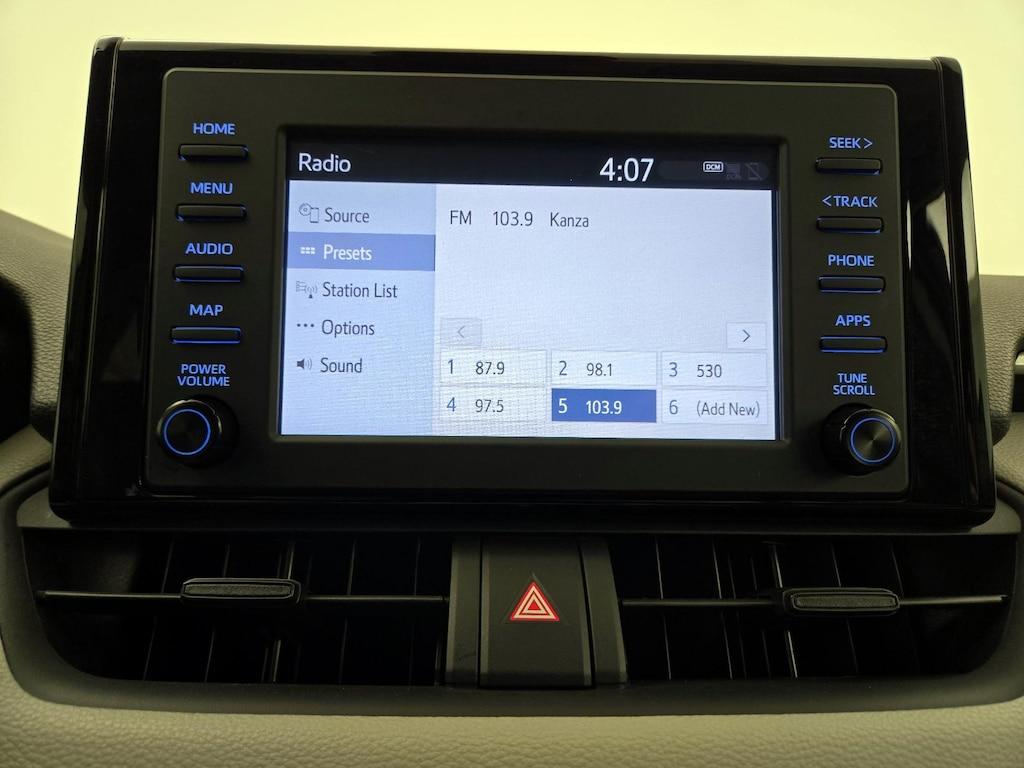 HOME
MENU
AUDIO
MAP
POWER
VOLUME
Radio
4:07
DCM
Source
Presets
Station List
Options
Sound
FM 103.9 Kanza
<
>
1 87.9
2 98.1
3 530
4 97.5
5 103.9
6 (Add New)
SEEK >
< TRACK
PHONE
APPS
TUNE
SCROLL